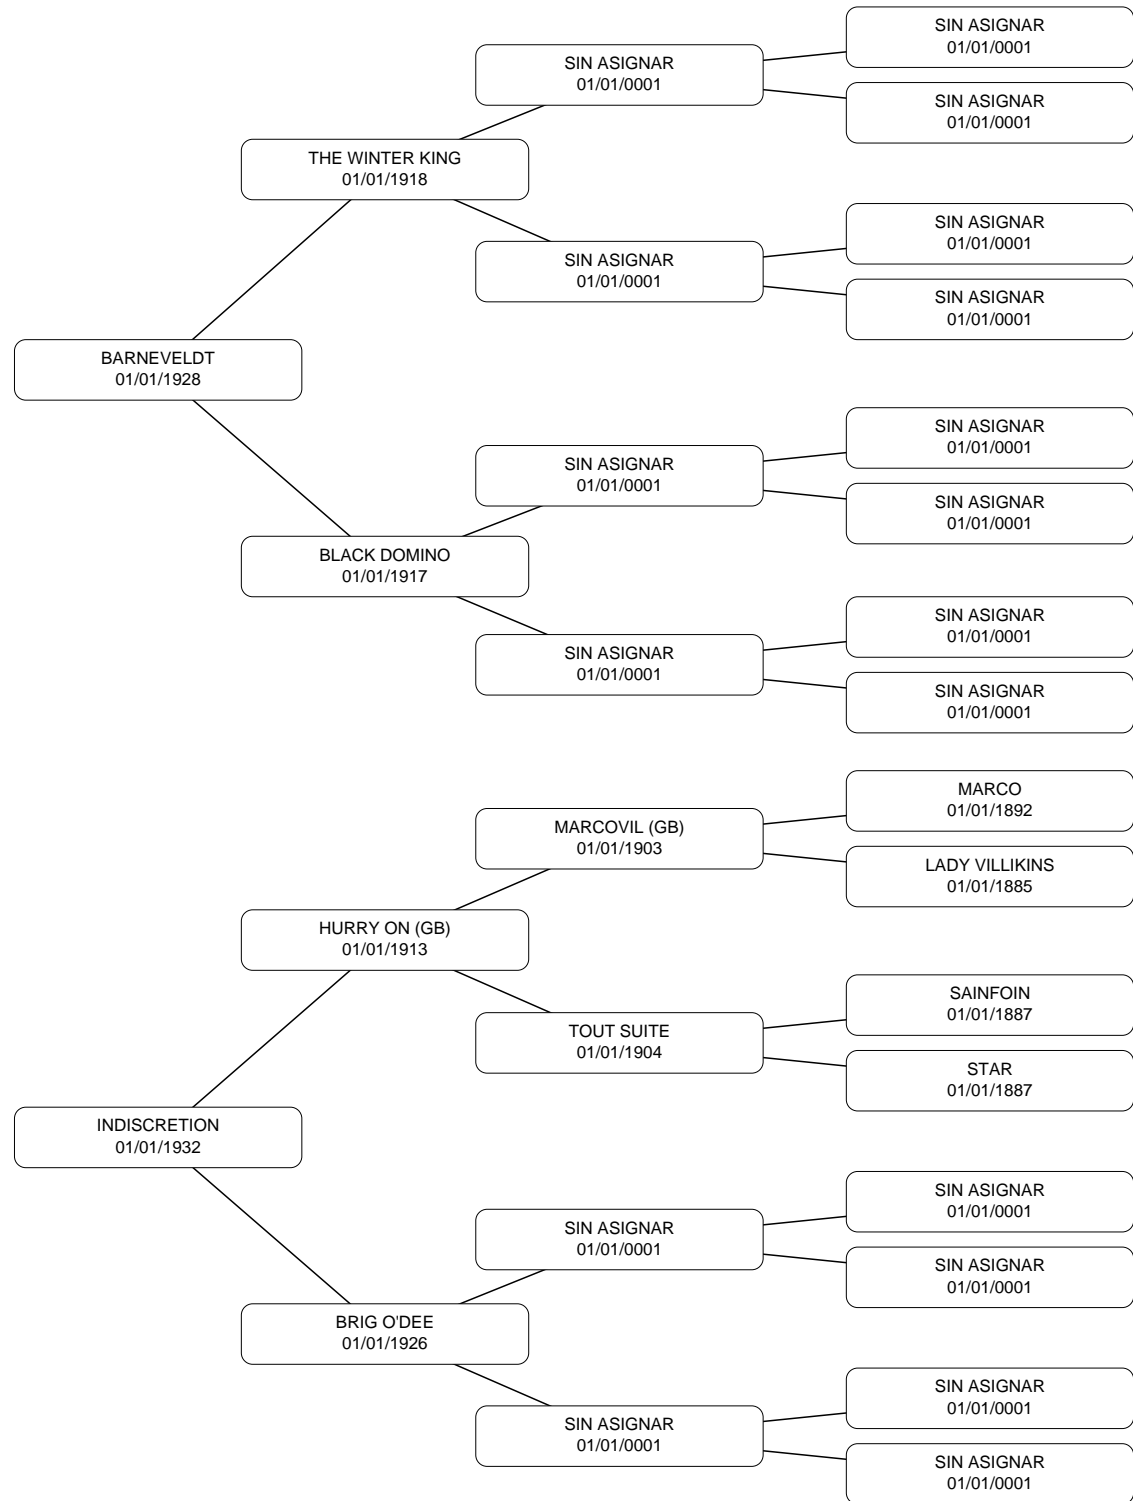 SIN ASIGNAR
01/01/0001
SIN ASIGNAR
01/01/0001
SIN ASIGNAR
01/01/0001
THE WINTER KING
01/01/1918
SIN ASIGNAR
01/01/0001
SIN ASIGNAR
01/01/0001
SIN ASIGNAR
01/01/0001
BARNEVELDT
01/01/1928
SIN ASIGNAR
01/01/0001
SIN ASIGNAR
01/01/0001
SIN ASIGNAR
01/01/0001
BLACK DOMINO
01/01/1917
SIN ASIGNAR
01/01/0001
SIN ASIGNAR
01/01/0001
SIN ASIGNAR
01/01/0001
MARCO
01/01/1892
MARCOVIL (GB)
01/01/1903
LADY VILLIKINS
01/01/1885
HURRY ON (GB)
01/01/1913
SAINFOIN
01/01/1887
TOUT SUITE
01/01/1904
STAR
01/01/1887
INDISCRETION
01/01/1932
SIN ASIGNAR
01/01/0001
SIN ASIGNAR
01/01/0001
SIN ASIGNAR
01/01/0001
BRIG O'DEE
01/01/1926
SIN ASIGNAR
01/01/0001
SIN ASIGNAR
01/01/0001
SIN ASIGNAR
01/01/0001